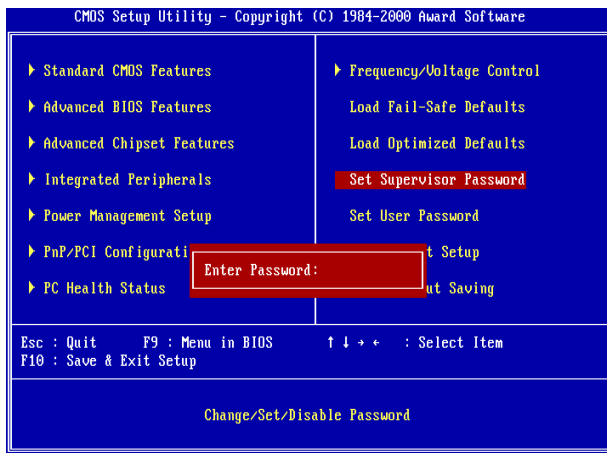 CMOS Setup Utility - Copyright (C) 1984-2000 Award Software
Standard CMOS Features
Advanced BIOS Features
Advanced Chipset Features
Integrated Peripherals
Power Management Setup
PnP/PCI Configurati
PC Health Status
Frequency/Voltage Control
Load Fail-Safe Defaults
Load Optimized Defaults
Set Supervisor Password
Set User Password
t Setup
ut Saving
Enter Password:
Esc : Quit F9 : Menu in BIOS ↑ ↓ → ← : Select Item
F10 : Save & Exit Setup
Change/Set/Disable Password